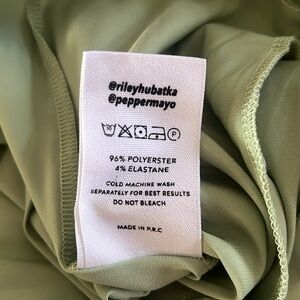 @rileyhubatka
@peppermayo
P
96% POLYERSTER
4% ELASTANE
COLD MACHINE WASH
SEPARATELY FOR BEST RESULTS
DO NOT BLEACH
MADE IN P.R.C